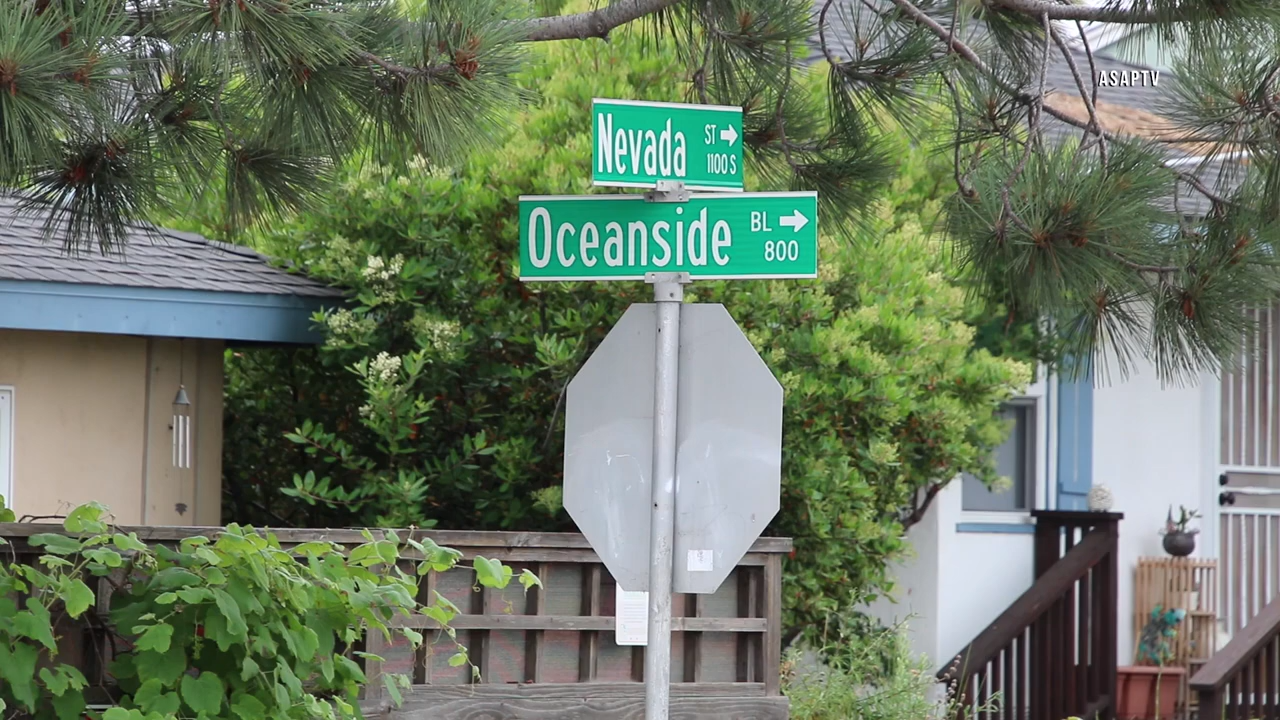 ASAPTV
Nevada ST →
1100 S
Oceanside BL →
800